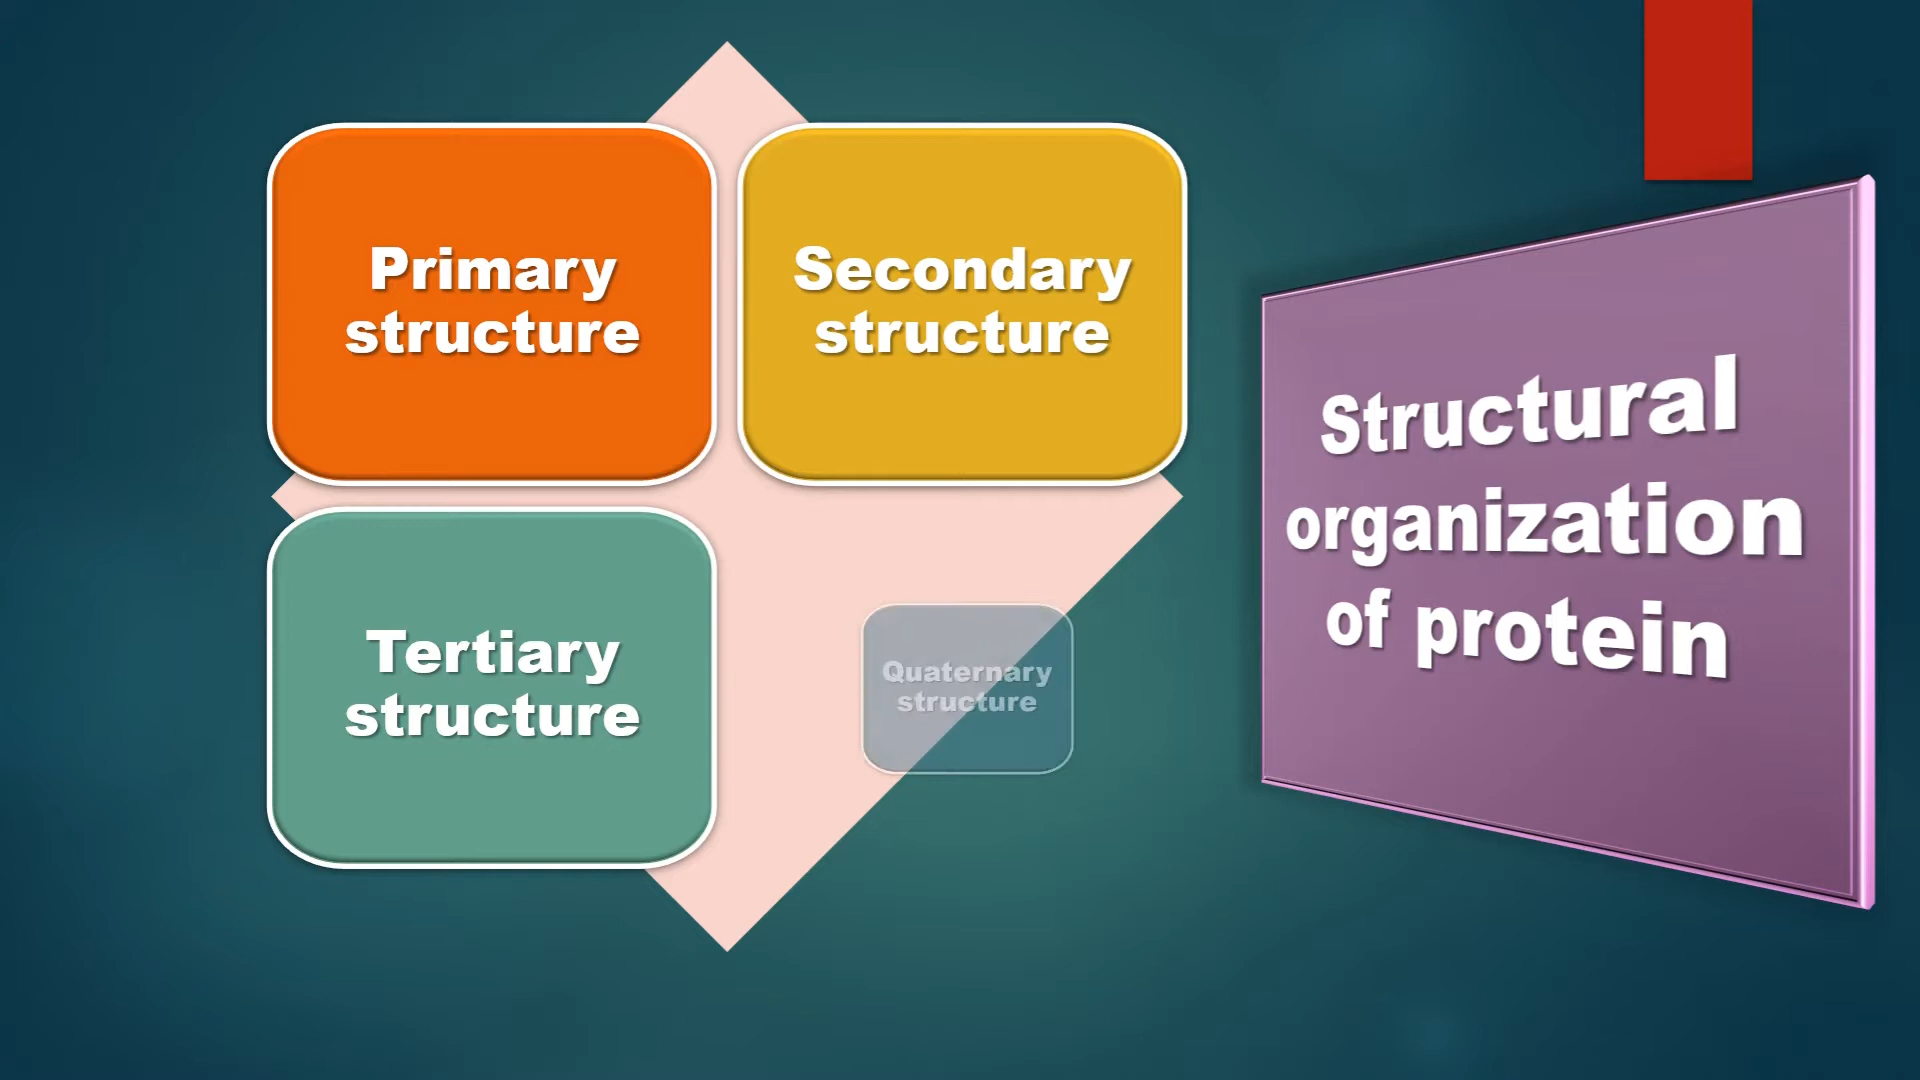 Primary
structure
Secondary
structure
Tertiary
structure
Quaternary
structure
Structural
organization
of protein